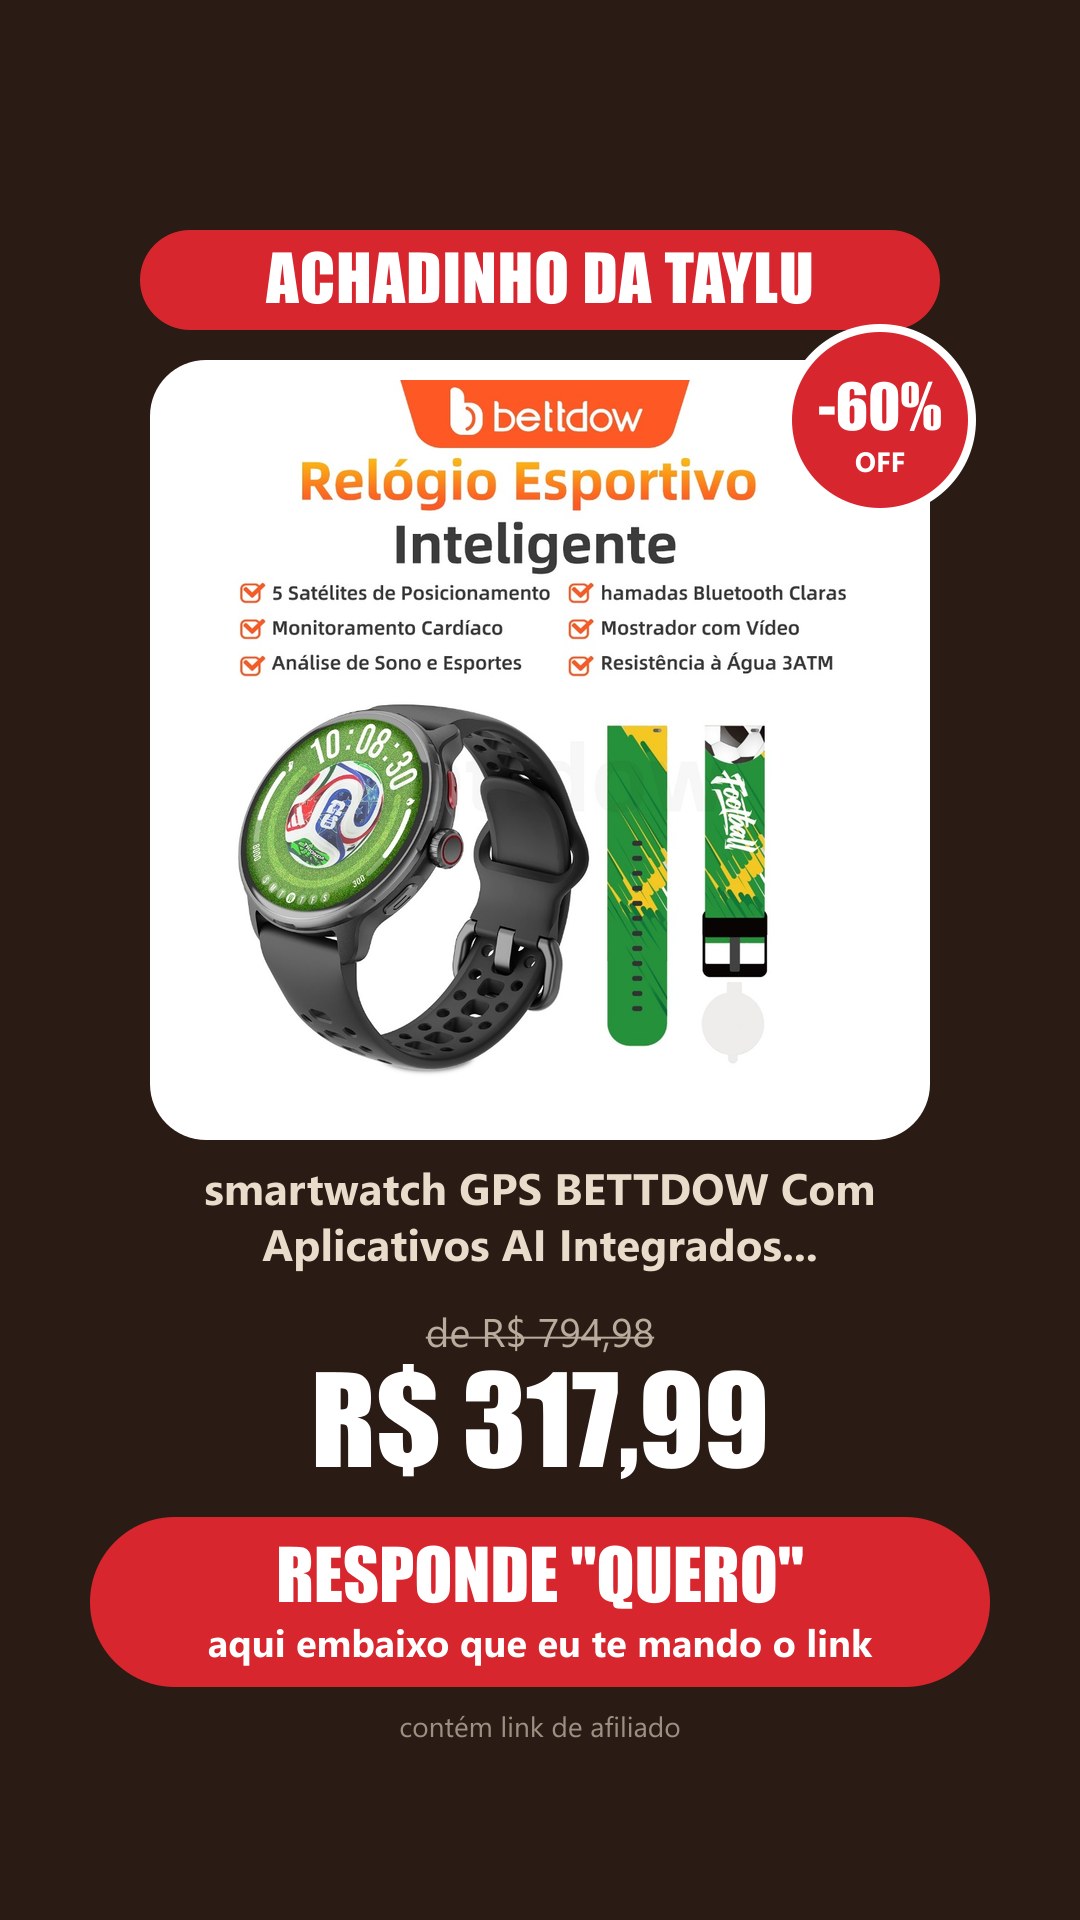 ACHADINHO DA TAYLU
-60%
OFF
bettdow
Relógio Esportivo
Inteligente
5 Satélites de Posicionamento
hamadas Bluetooth Claras
Monitoramento Cardíaco
Mostrador com Vídeo
Análise de Sono e Esportes
Resistência à Água 3ATM
10:08:30
300
Football
smartwatch GPS BETTDOW Com
Aplicativos AI Integrados...
de R$ 794,98
R$ 317,99
RESPONDE "QUERO"
aqui embaixo que eu te mando o link
contém link de afiliado